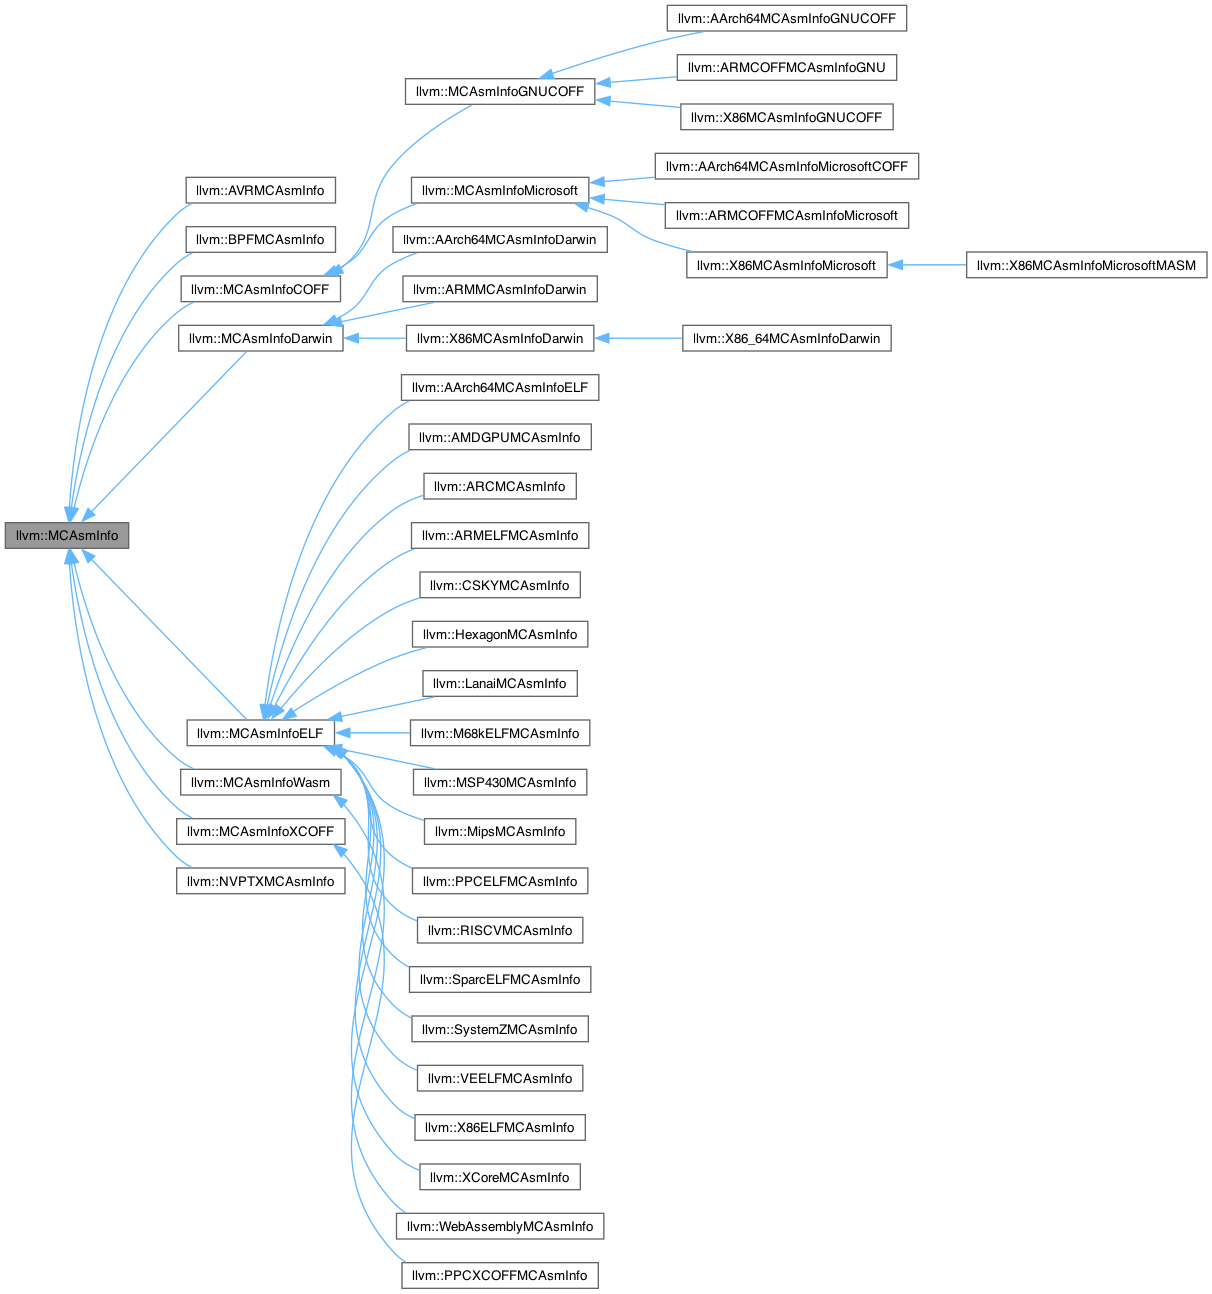 llvm::AArch64MCAsmInfoGNUCOFF
llvm::ARMCOFFMCAsmInfoGNU
llvm::MCAsmInfoGNUCOFF
llvm::X86MCAsmInfoGNUCOFF
llvm::AArch64MCAsmInfoMicrosoftCOFF
llvm::AVRMCAsmInfo
llvm::MCAsmInfoMicrosoft
llvm::ARMCOFFMCAsmInfoMicrosoft
llvm::BPFMCAsmInfo
llvm::AArch64MCAsmInfoDarwin
llvm::X86MCAsmInfoMicrosoft
llvm::X86MCAsmInfoMicrosoftMASM
llvm::MCAsmInfoCOFF
llvm::ARMMCAsmInfoDarwin
llvm::MCAsmInfoDarwin
llvm::X86MCAsmInfoDarwin
llvm::X86_64MCAsmInfoDarwin
llvm::AArch64MCAsmInfoELF
llvm::AMDGPUMCAsmInfo
llvm::ARCMCAsmInfo
llvm::MCAsmInfo
llvm::ARMELFMCAsmInfo
llvm::CSKYMCAsmInfo
llvm::HexagonMCAsmInfo
llvm::LanaiMCAsmInfo
llvm::MCAsmInfoELF
llvm::M68kELFMCAsmInfo
llvm::MCAsmInfoWasm
llvm::MSP430MCAsmInfo
llvm::MCAsmInfoXCOFF
llvm::MipsMCAsmInfo
llvm::NVPTXMCAsmInfo
llvm::PPCELFMCAsmInfo
llvm::RISCVMCAsmInfo
llvm::SparcELFMCAsmInfo
llvm::SystemZMCAsmInfo
llvm::VEELFMCAsmInfo
llvm::X86ELFMCAsmInfo
llvm::XCoreMCAsmInfo
llvm::WebAssemblyMCAsmInfo
llvm::PPCXCOFFMCAsmInfo